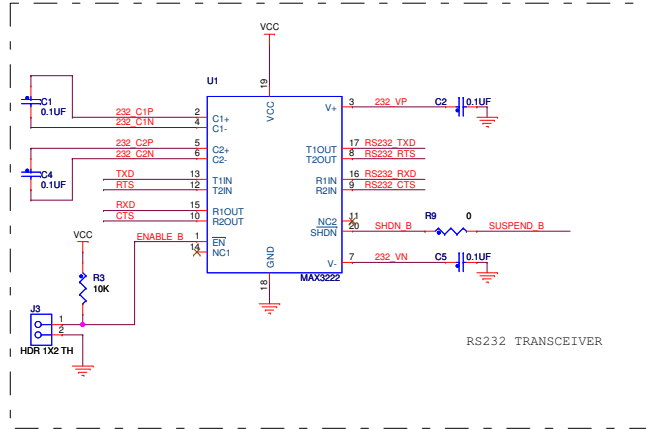 VCC
U1
19
VCC
C1
0.1UF
232_C1P
2
C1+
232_C1N
4
C1-
V+
3
232_VP
C2
0.1UF
232_C2P
5
C2+
232_C2N
6
C2-
T1OUT
17
RS232_TXD
T2OUT
8
RS232_RTS
C4
0.1UF
TXD
13
T1IN
RTS
12
T2IN
R1IN
16
RS232_RXD
R2IN
9
RS232_CTS
RXD
15
R1OUT
CTS
10
R2OUT
NC2
11
SHDN
20
SHDN_B
R9
0
SUSPEND_B
VCC
ENABLE_B
1
EN
14
NC1
GND
18
V-
7
232_VN
C5
0.1UF
MAX3222
R3
10K
J3
1
2
HDR 1X2 TH
RS232 TRANSCEIVER